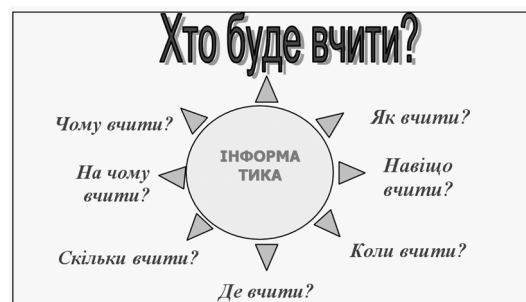 Хто буде вчити?
Чому вчити?
Як вчити?
ІНФОРМА
ТИКА
На чому
вчити?
Навіщо
вчити?
Скільки вчити?
Коли вчити?
Де вчити?